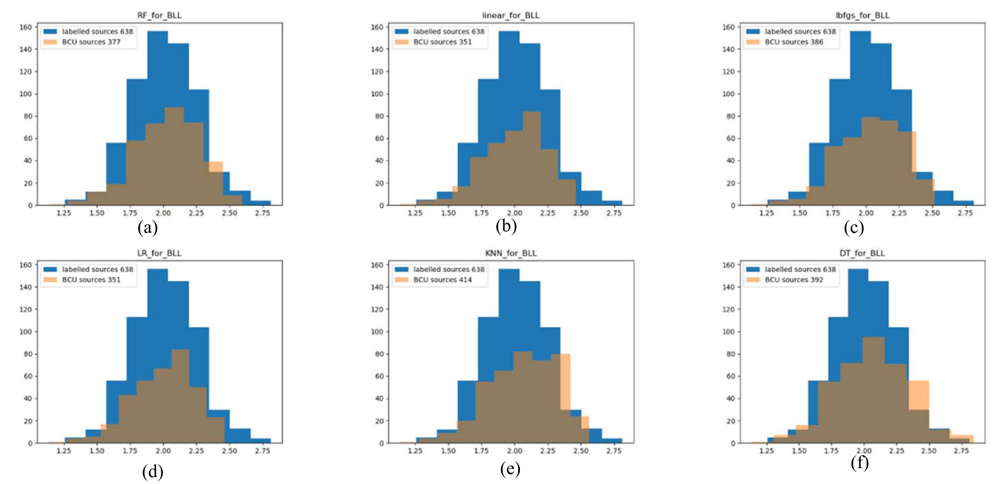 RF_for_BLL
160
labelled sources 638
BCU sources 377
140
120
100
80
60
40
20
0
1.25 1.50 1.75 2.00 2.25 2.50 2.75
(a)
linear_for_BLL
160
labelled sources 638
BCU sources 351
140
120
100
80
60
40
20
0
1.25 1.50 1.75 2.00 2.25 2.50 2.75
(b)
lbfgs_for_BLL
160
labelled sources 638
BCU sources 386
140
120
100
80
60
40
20
0
1.25 1.50 1.75 2.00 2.25 2.50 2.75
(c)
LR_for_BLL
160
labelled sources 638
BCU sources 351
140
120
100
80
60
40
20
0
1.25 1.50 1.75 2.00 2.25 2.50 2.75
(d)
KNN_for_BLL
160
labelled sources 638
BCU sources 414
140
120
100
80
60
40
20
0
1.25 1.50 1.75 2.00 2.25 2.50 2.75
(e)
DT_for_BLL
160
labelled sources 638
BCU sources 392
140
120
100
80
60
40
20
0
1.25 1.50 1.75 2.00 2.25 2.50 2.75
(f)